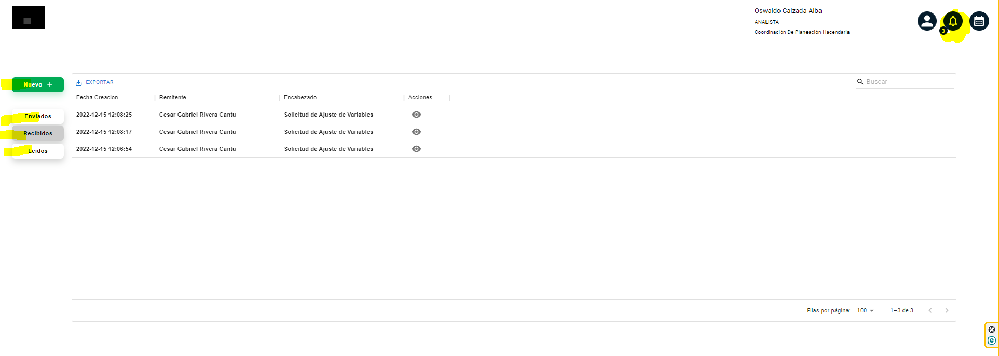 Oswaldo Calzada Alba
ANALISTA
Coordinación De Planeación Hacendaria
3
Nuevo +
Enviados
Recibidos
Leidos
EXPORTAR
Buscar
Fecha Creacion Remitente Encabezado Acciones
2022-12-15 12:08:25 Cesar Gabriel Rivera Cantu Solicitud de Ajuste de Variables
2022-12-15 12:08:17 Cesar Gabriel Rivera Cantu Solicitud de Ajuste de Variables
2022-12-15 12:06:54 Cesar Gabriel Rivera Cantu Solicitud de Ajuste de Variables
Filas por página: 100 1–3 de 3
e